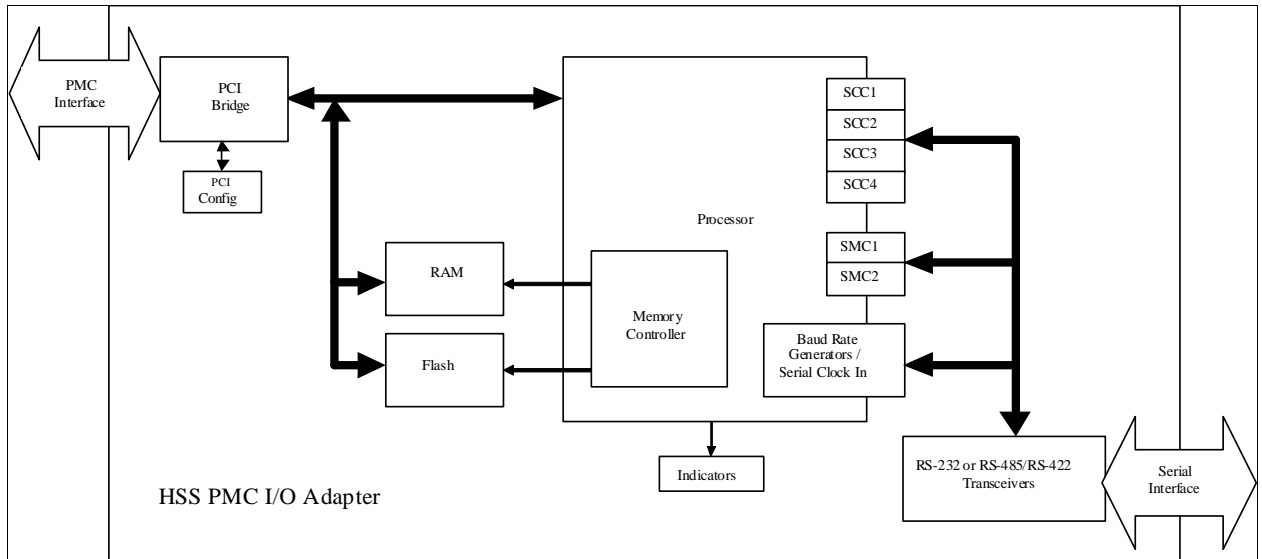 PMC
Interface
PCI
Bridge
PCI
Config
RAM
Flash
Processor
Memory
Controller
SCC1
SCC2
SCC3
SCC4
SMC1
SMC2
Baud Rate
Generators /
Serial Clock In
Indicators
RS-232 or RS-485/RS-422
Transceivers
Serial
Interface
HSS PMC I/O Adapter